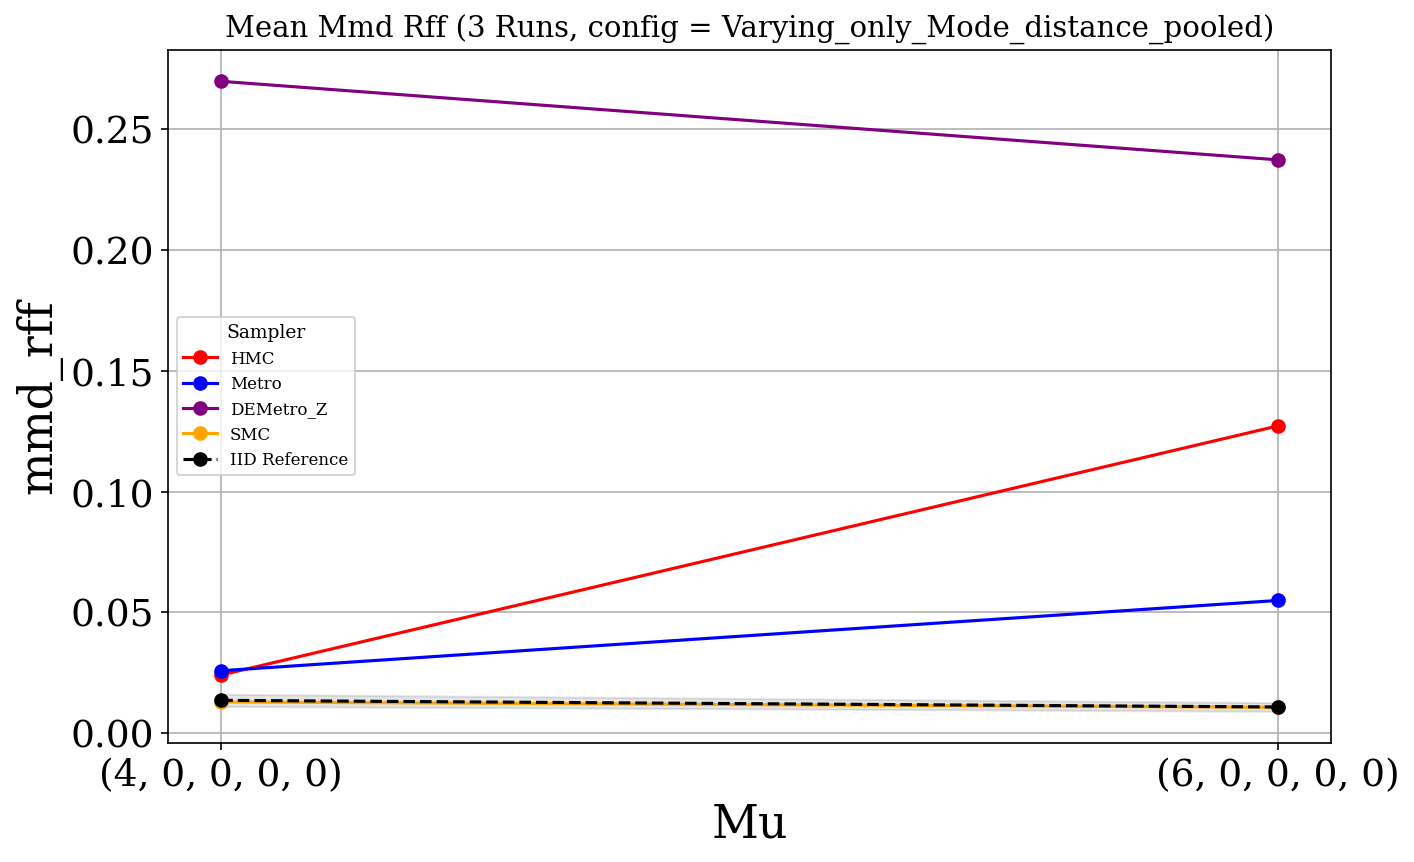 Mean Mmd Rff (3 Runs, config = Varying_only_Mode_distance_pooled)
mmd_rff
0.25
0.20
0.15
0.10
0.05
0.00
Sampler
HMC
Metro
DEMetro_Z
SMC
IID Reference
(4, 0, 0, 0, 0)
(6, 0, 0, 0, 0)
Mu